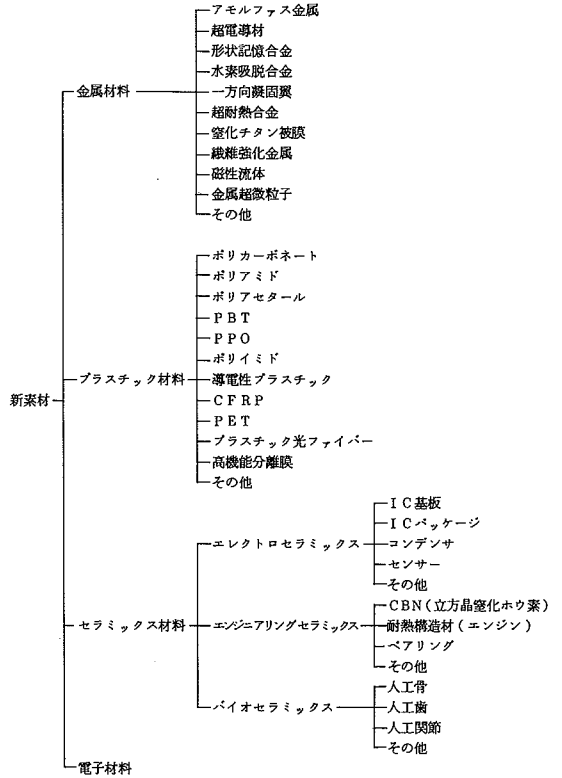 アモルファス金属
超電導材
形状記憶合金
水素吸脱合金
金属材料
一方向凝固翼
超耐熱合金
窒化チタン被膜
繊維強化金属
磁性流体
金属超微粒子
その他
ポリカーボネート
ポリアミド
ポリアセタール
PBT
PPO
ポリイミド
プラスチック材料
導電性プラスチック
新素材
CFRP
PET
プラスチック光ファイバー
高機能分離膜
その他
IC基板
ICパッケージ
エレクトロセラミックス
コンデンサ
センサー
その他
CBN(立方晶窒化ホウ素)
セラミックス材料
エンジニアリングセラミックス
耐熱構造材(エンジン)
ベアリング
その他
人工骨
バイオセラミックス
人工歯
人工関節
その他
電子材料